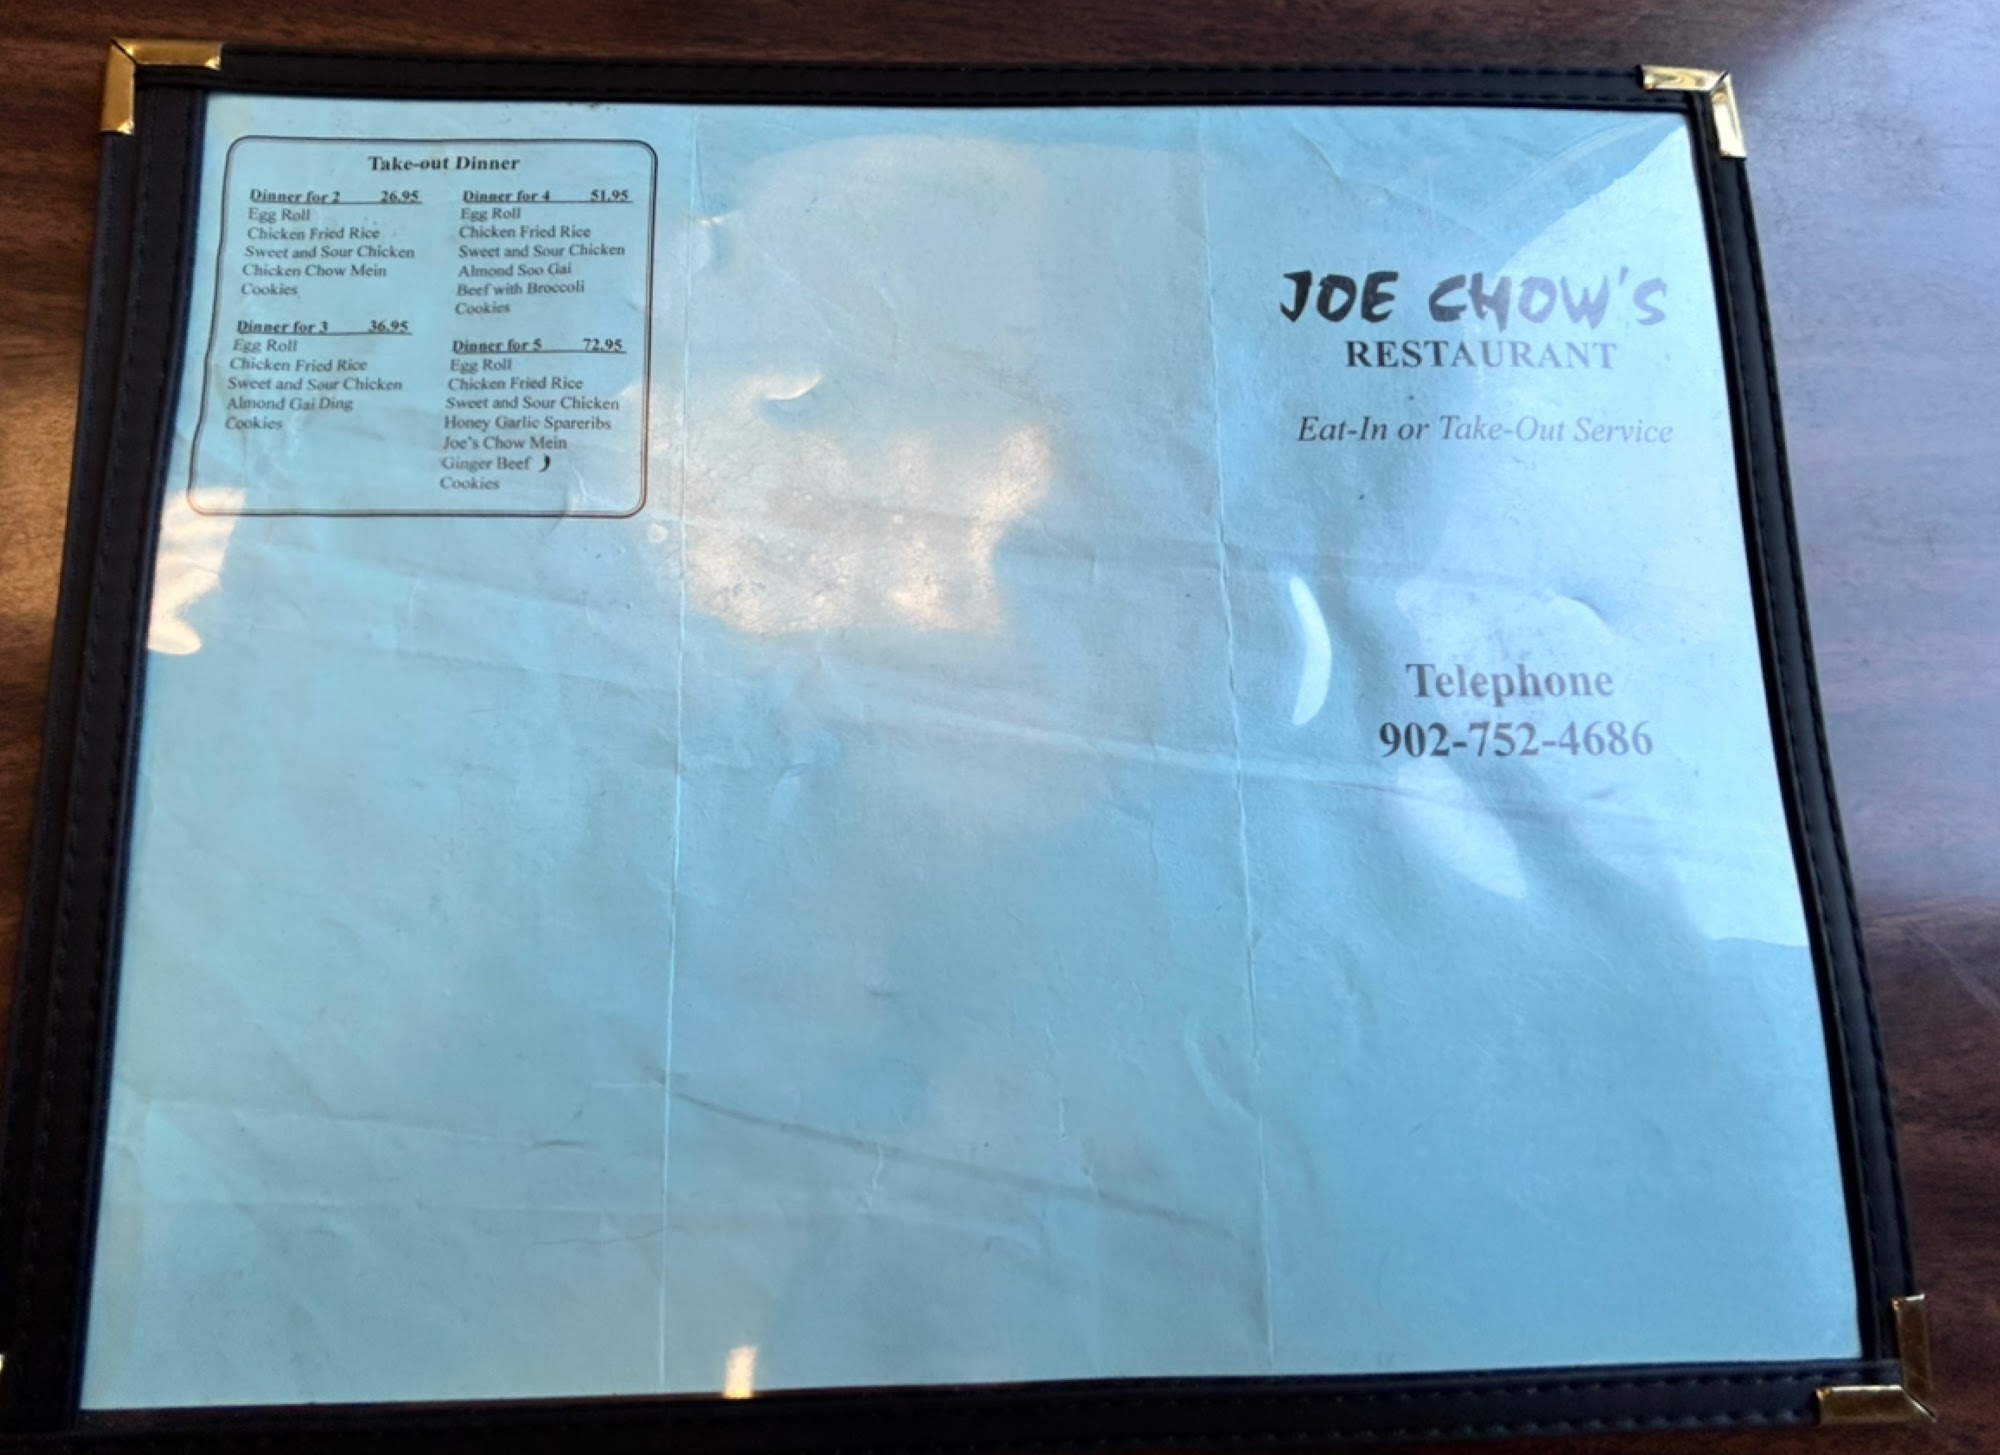 Take-out Dinner
Dinner for 2 26.95
Egg Roll
Chicken Fried Rice
Sweet and Sour Chicken
Chicken Chow Mein
Cookies
Dinner for 3 36.95
Egg Roll
Chicken Fried Rice
Sweet and Sour Chicken
Almond Gai Ding
Cookies
Dinner for 4 51.95
Egg Roll
Chicken Fried Rice
Sweet and Sour Chicken
Almond Soo Gai
Beef with Broccoli
Cookies
Dinner for 5 72.95
Egg Roll
Chicken Fried Rice
Sweet and Sour Chicken
Honey Garlic Spareribs
Joe's Chow Mein
Ginger Beef
Cookies
JOE CHOW'S
RESTAURANT
Eat-In or Take-Out Service
Telephone
902-752-4686